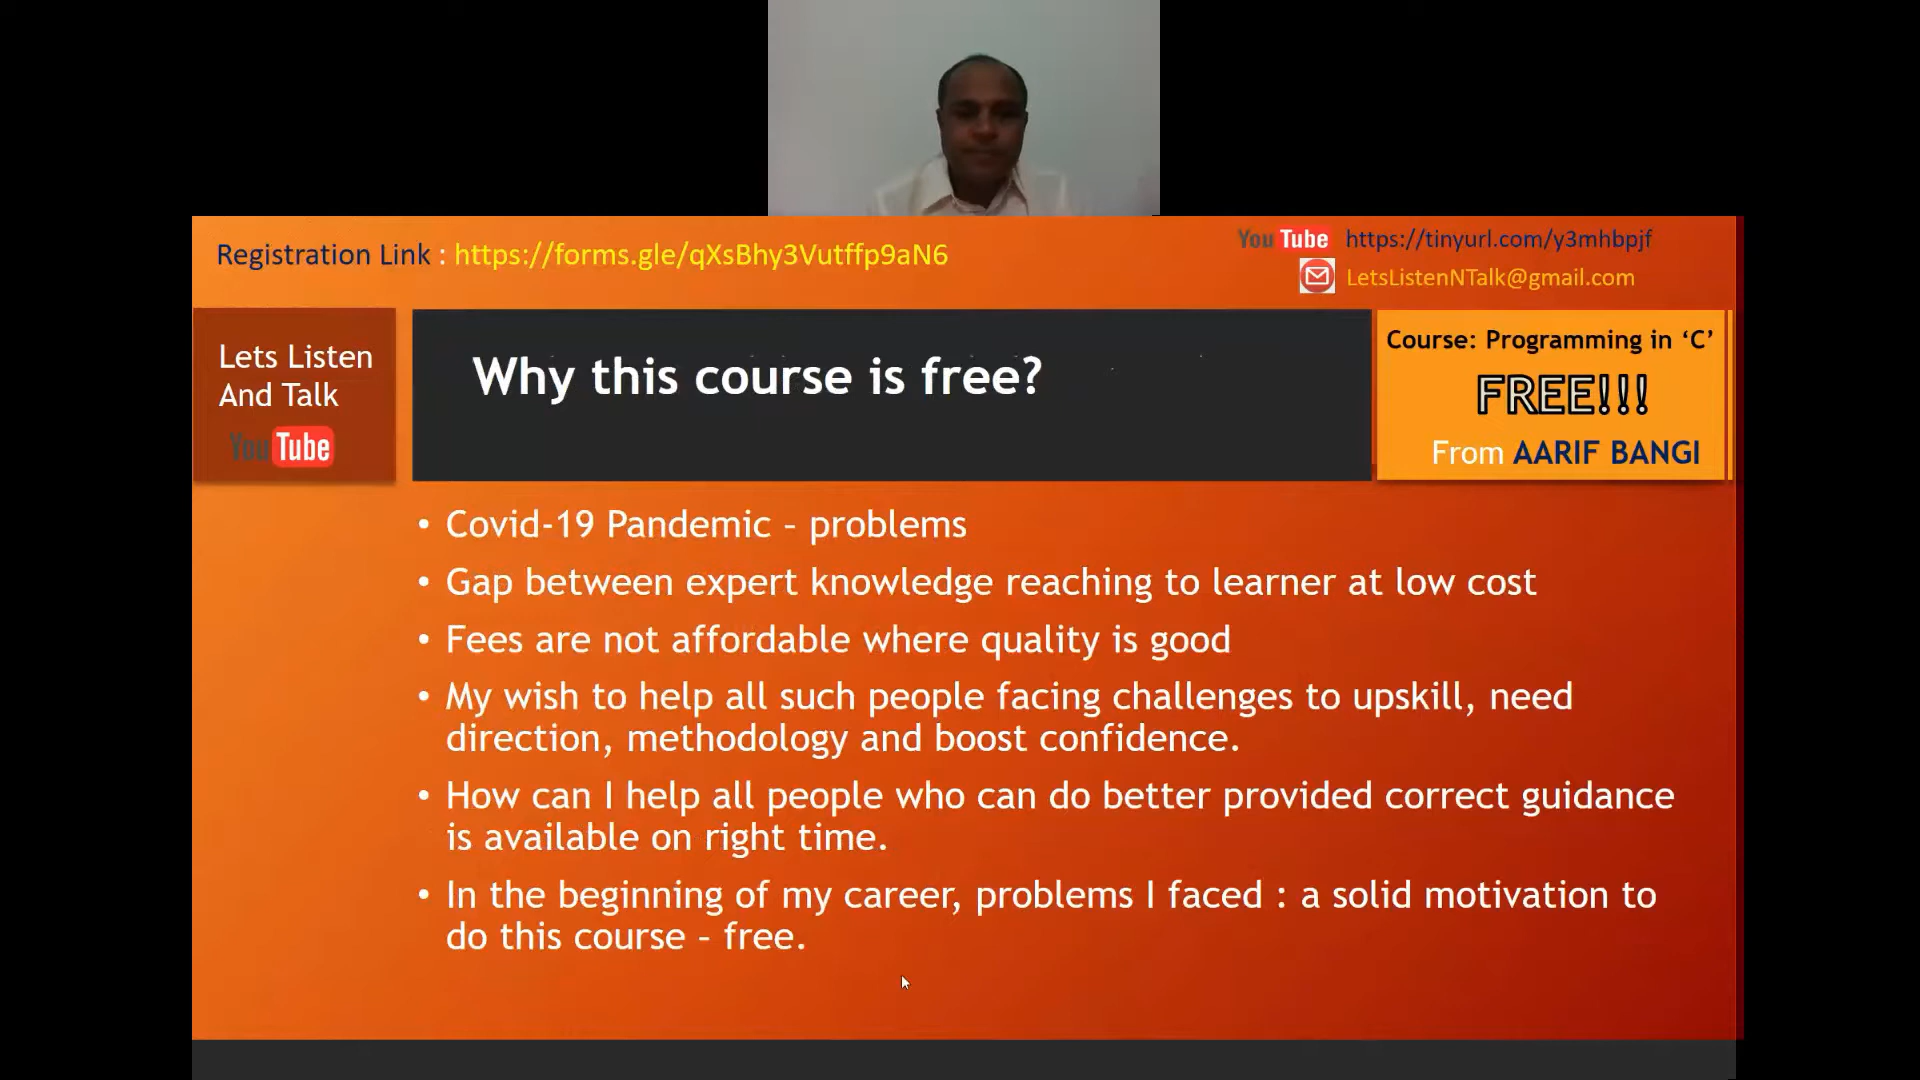 Registration Link : https://forms.gle/qXsBhy3Vutffp9aN6
YouTube https://tinyurl.com/y3mhbpjf
LetsListenNTalk@gmail.com
Lets Listen
And Talk
YouTube
Why this course is free?
Course: Programming in ‘C’
FREE!!!
From AARIF BANGI
• Covid-19 Pandemic – problems
• Gap between expert knowledge reaching to learner at low cost
• Fees are not affordable where quality is good
• My wish to help all such people facing challenges to upskill, need
direction, methodology and boost confidence.
• How can I help all people who can do better provided correct guidance
is available on right time.
• In the beginning of my career, problems I faced : a solid motivation to
do this course – free.